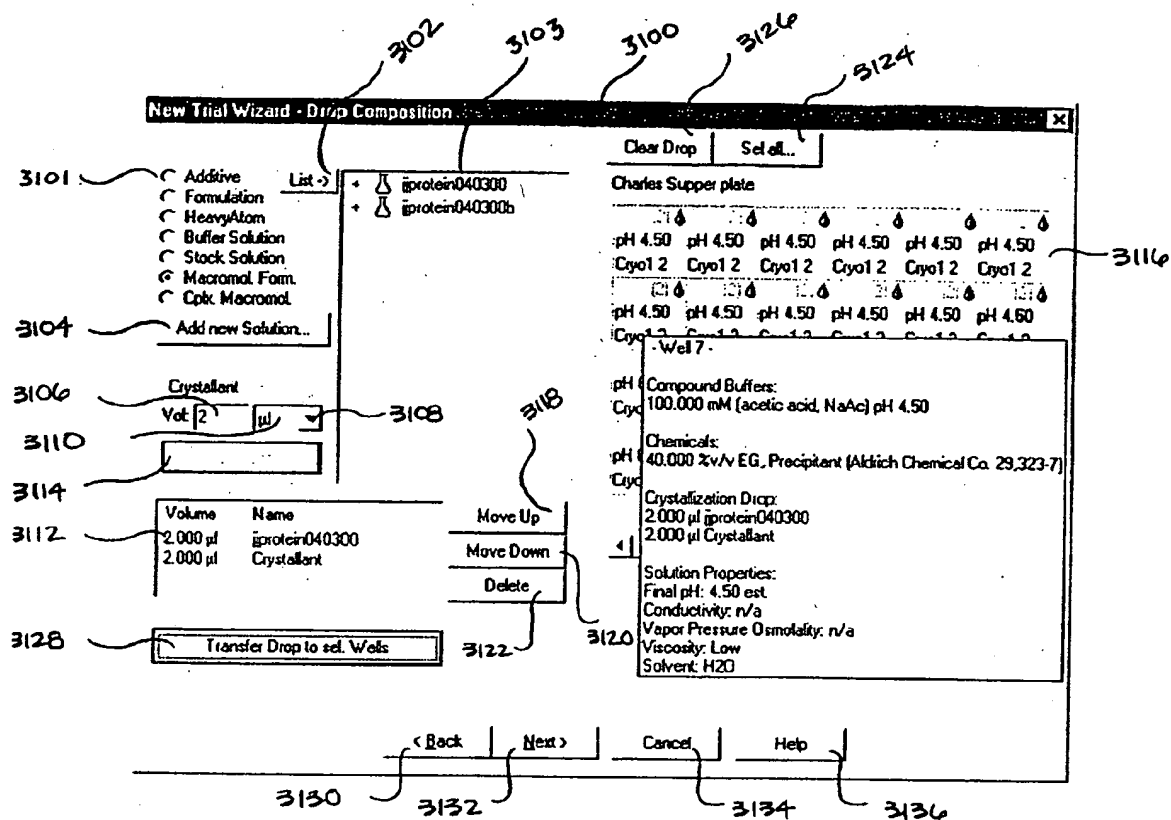 3102
3103
3100
3126
3124
New Trial Wizard - Drop Composition
Clear Drop
Sel all...
3101
Additive
Formulation
HeavyAtom
Buffer Solution
Stock Solution
Macromol. Form.
Cplx. Macromol.
List ->
+ jjprotein040300
+ jjprotein040300b
Charles Supper plate
pH 4.50 pH 4.50 pH 4.50 pH 4.50 pH 4.50 pH 4.50
Cryo1 2 Cryo1 2 Cryo1 2 Cryo1 2 Cryo1 2 Cryo1 2
3116
pH 4.50 pH 4.50 pH 4.50 pH 4.50 pH 4.50 pH 4.60
3104
Add new Solution...
Crystallant
3106
Vol: 2 µl
3108
3110
3114
3118
- Well 7 -
Compound Buffers:
100.000 mM (acetic acid, NaAc) pH 4.50
Chemicals:
40.000 %v/v EG, Precipitant (Aldrich Chemical Co. 29,323-7)
Crystallization Drop:
2.000 µl jjprotein040300
2.000 µl Crystallant
Solution Properties:
Final pH: 4.50 est.
Conductivity: n/a
Vapor Pressure Osmolality: n/a
Viscosity: Low
Solvent: H2O
3112
Volume Name
2.000 µl jjprotein040300
2.000 µl Crystallant
Move Up
Move Down
Delete
3120
3122
3128
Transfer Drop to sel. Wells
< Back
Next >
Cancel
Help
3130
3132
3134
3136